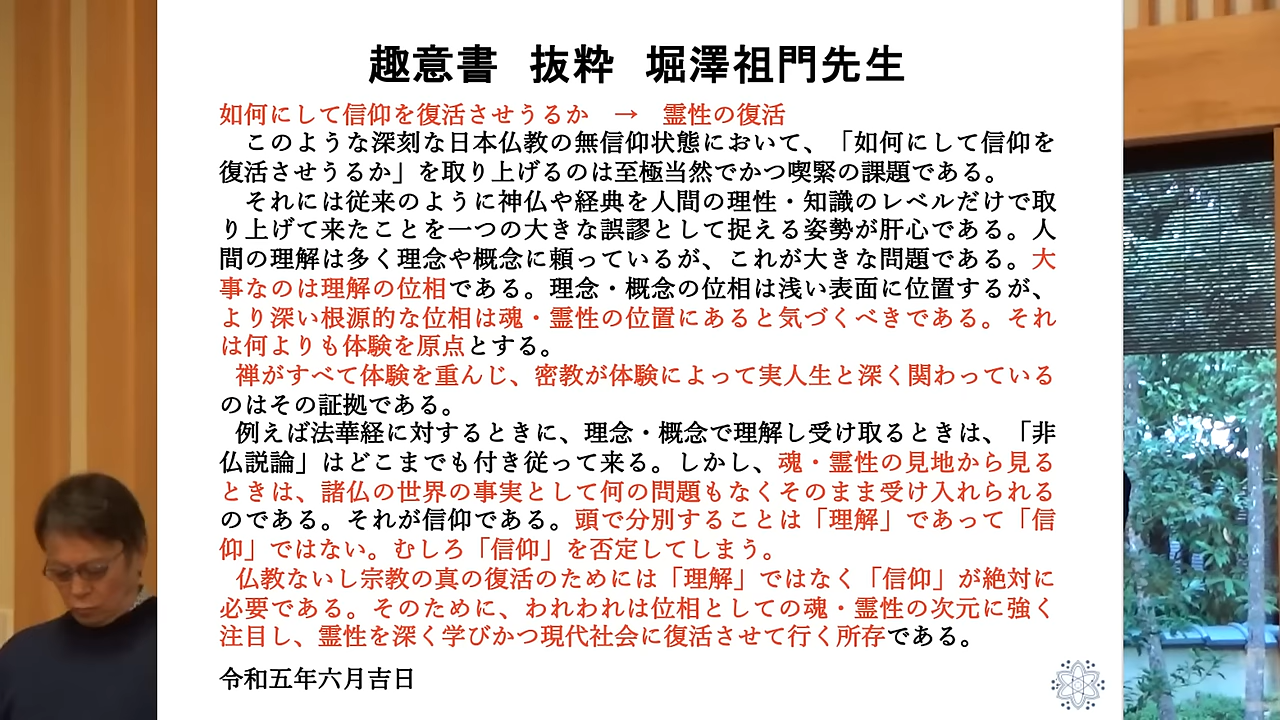 趣意書　抜粋　堀澤祖門先生
如何にして信仰を復活させうるか　→　霊性の復活
　このような深刻な日本仏教の無信仰状態において、「如何にして信仰を
復活させうるか」を取り上げるのは至極当然でかつ喫緊の課題である。
　それには従来のように神仏や経典を人間の理性・知識のレベルだけで取
り上げて来たことを一つの大きな誤謬として捉える姿勢が肝心である。人
間の理解は多く理念や概念に頼っているが、これが大きな問題である。大
事なのは理解の位相である。理念・概念の位相は浅い表面に位置するが、
より深い根源的な位相は魂・霊性の位置にあると気づくべきである。それ
は何よりも体験を原点とする。
　禅がすべて体験を重んじ、密教が体験によって実人生と深く関わっている
のはその証拠である。
　例えば法華経に対するときに、理念・概念で理解し受け取るときは、「非
仏説論」はどこまでも付き従って来る。しかし、魂・霊性の見地から見る
ときは、諸仏の世界の事実として何の問題もなくそのまま受け入れられる
のである。それが信仰である。頭で分別することは「理解」であって「信
仰」ではない。むしろ「信仰」を否定してしまう。
　仏教ないし宗教の真の復活のためには「理解」ではなく「信仰」が絶対に
必要である。そのために、われわれは位相としての魂・霊性の次元に強く
注目し、霊性を深く学びかつ現代社会に復活させて行く所存である。
令和五年六月吉日